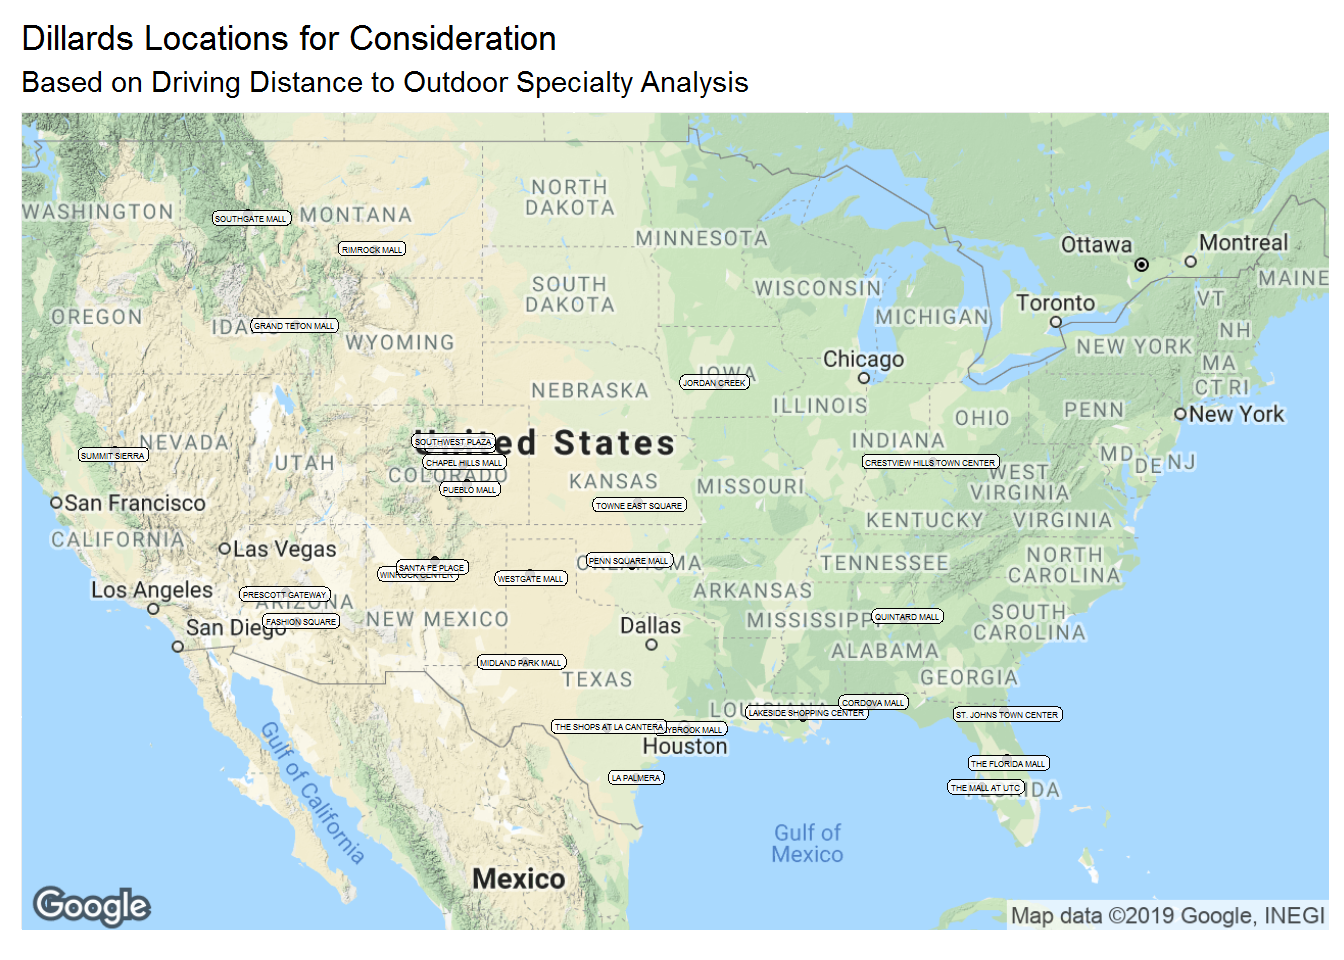 Dillards Locations for Consideration
Based on Driving Distance to Outdoor Specialty Analysis
WASHINGTON
SOUTHGATE MALL
MONTANA
NORTH
DAKOTA
RIMROCK MALL
MINNESOTA
Ottawa
Montreal
MAINE
SOUTH
DAKOTA
WISCONSIN
MICHIGAN
Toronto
VT
NH
OREGON
GRAND TETON MALL
WYOMING
NEW YORK
MA
CT RI
Chicago
JORDAN CREEK
IOWA
NEBRASKA
ILLINOIS
OHIO
PENN
New York
NEVADA
SUMMIT SIERRA
UTAH
SOUTHWEST PLAZA
United States
CHAPEL HILLS MALL
COLORADO
PUEBLO MALL
KANSAS
MISSOURI
INDIANA
CRESTVIEW HILLS TOWN CENTER
WEST
VIRGINIA
MD
DE
NJ
San Francisco
TOWNE EAST SQUARE
KENTUCKY
VIRGINIA
CALIFORNIA
Las Vegas
SANTA FE PLACE
WINROCK CENTER
WESTGATE MALL
PENN SQUARE MALL
OKLAHOMA
TENNESSEE
NORTH
CAROLINA
Los Angeles
PRESCOTT GATEWAY
ARIZONA
FASHION SQUARE
San Diego
NEW MEXICO
ARKANSAS
MISSISSIPP
QUINTARD MALL
SOUTH
CAROLINA
Dallas
ALABAMA
GEORGIA
MIDLAND PARK MALL
TEXAS
LOUISIANA
LAKESIDE SHOPPING CENTER
CORDOVA MALL
ST. JOHNS TOWN CENTER
THE SHOPS AT LA CANTERA
YBROOK MALL
Houston
LA PALMERA
THE FLORIDA MALL
THE MALL AT UTC
FLORIDA
Gulf of California
Gulf of
Mexico
Mexico
Google
Map data ©2019 Google, INEGI